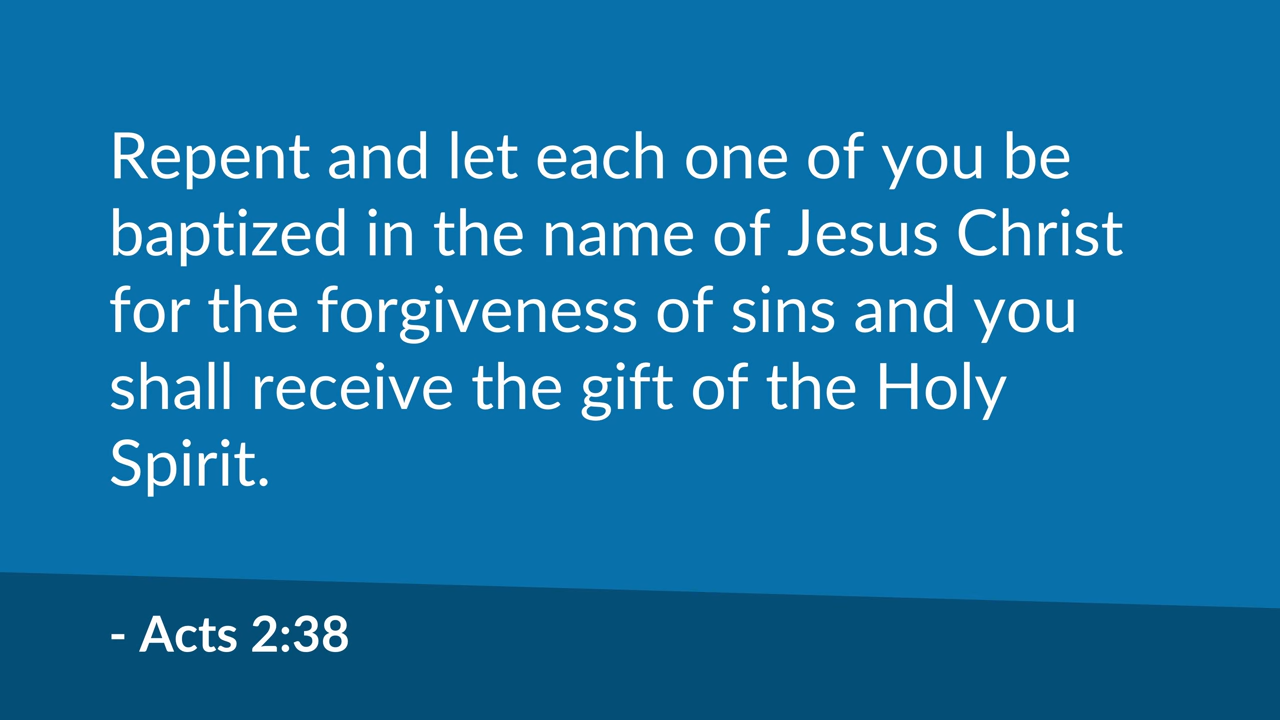 Repent and let each one of you be
baptized in the name of Jesus Christ
for the forgiveness of sins and you
shall receive the gift of the Holy
Spirit.
- Acts 2:38